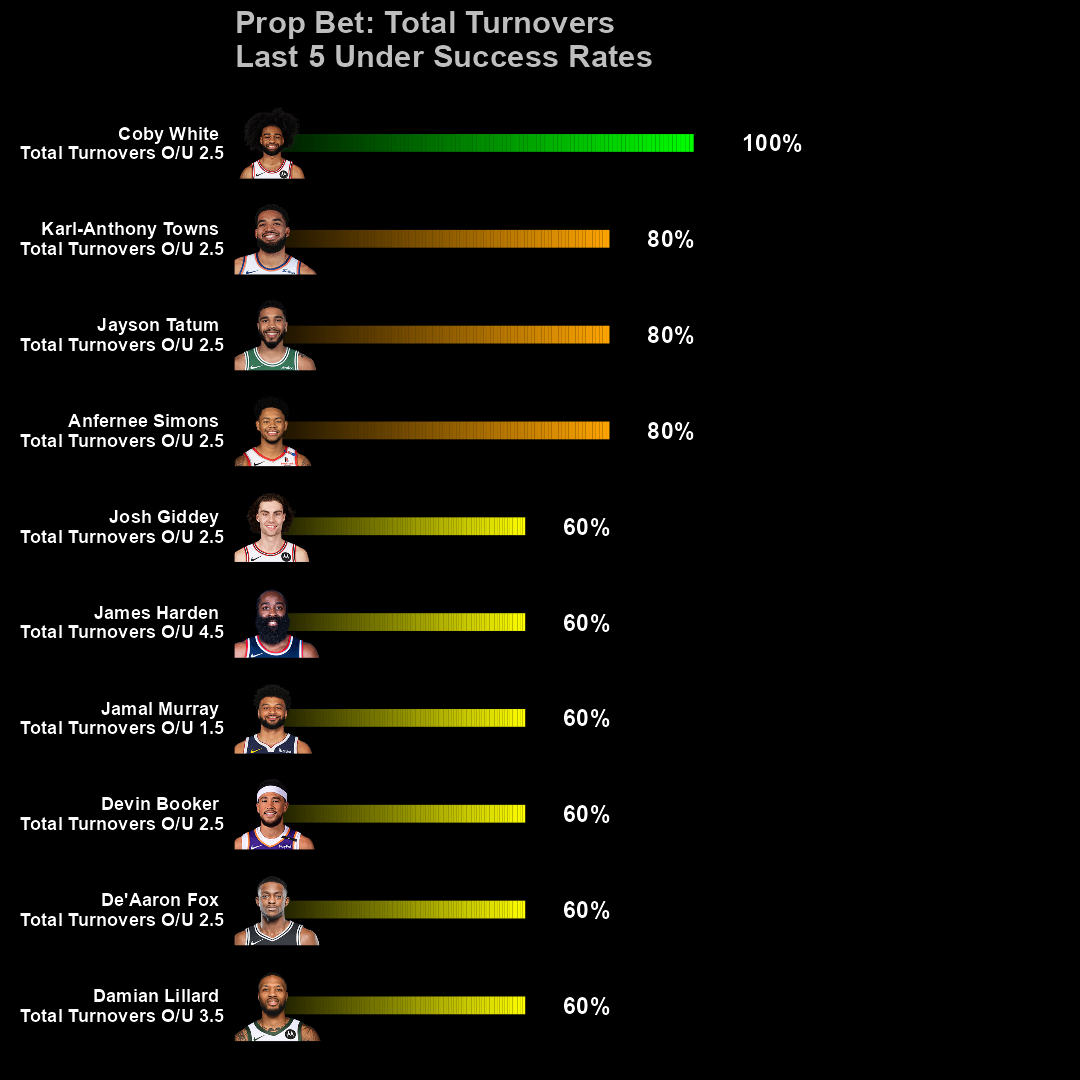 Prop Bet: Total Turnovers
Last 5 Under Success Rates
Coby White
Total Turnovers O/U 2.5
100%
Karl-Anthony Towns
Total Turnovers O/U 2.5
80%
Jayson Tatum
Total Turnovers O/U 2.5
80%
Anfernee Simons
Total Turnovers O/U 2.5
80%
Josh Giddey
Total Turnovers O/U 2.5
60%
James Harden
Total Turnovers O/U 4.5
60%
Jamal Murray
Total Turnovers O/U 1.5
60%
Devin Booker
Total Turnovers O/U 2.5
60%
De'Aaron Fox
Total Turnovers O/U 2.5
60%
Damian Lillard
Total Turnovers O/U 3.5
60%